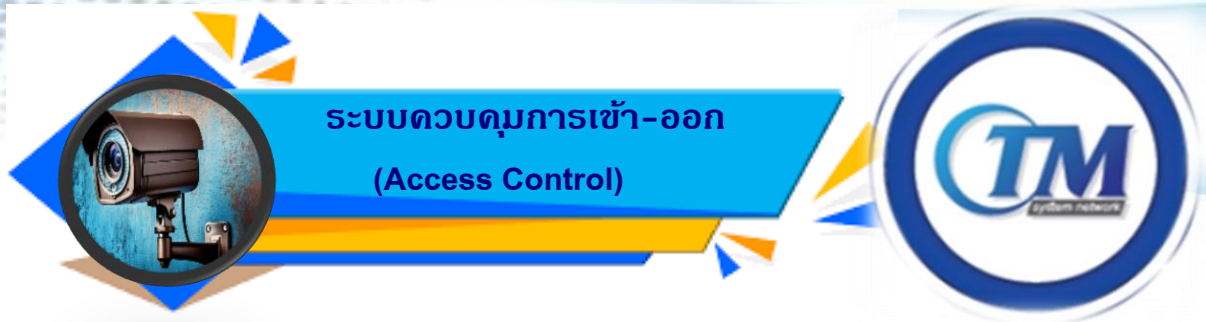 ระบบควบคุมการเข้า-ออก
(Access Control)
TM
system network